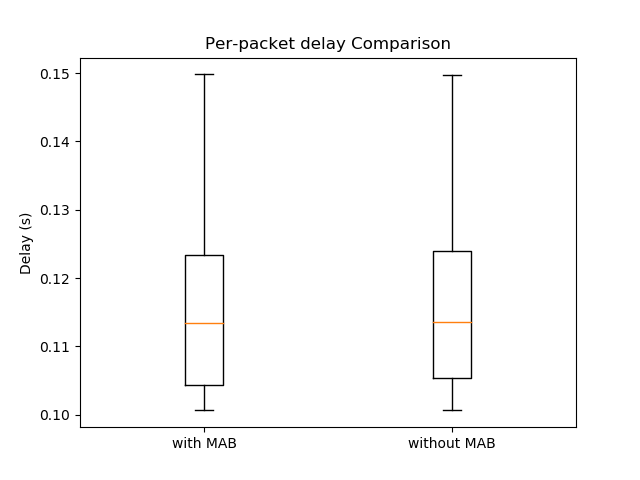 Per-packet delay Comparison
0.15
0.14
0.13
0.12
0.11
0.10
Delay (s)
with MAB
without MAB